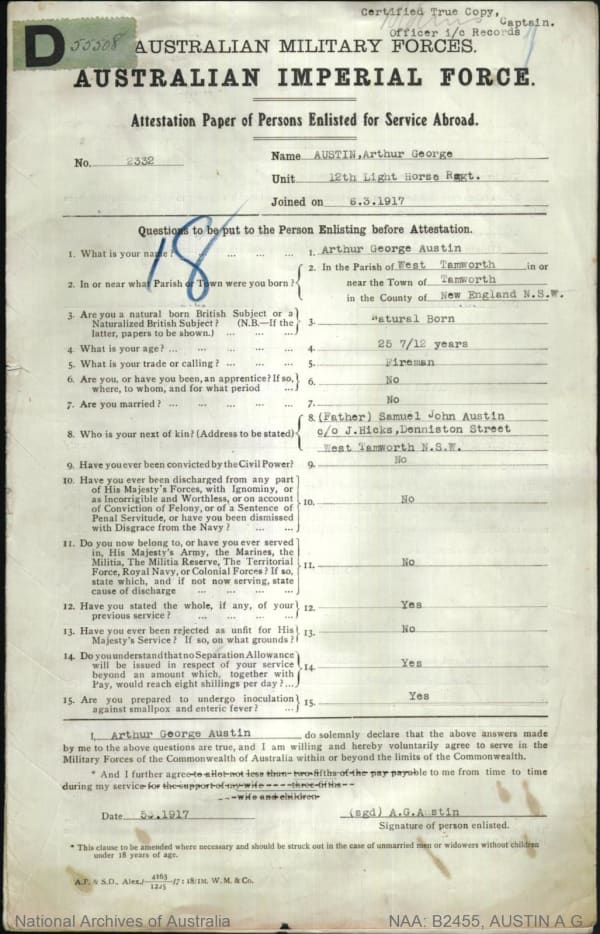 Certified True Copy,
Captain.
Officer i/c Records
D 55508
AUSTRALIAN MILITARY FORCES.
AUSTRALIAN IMPERIAL FORCE.
Attestation Paper of Persons Enlisted for Service Abroad.
No. 2332
Name AUSTIN,Arthur George
Unit 12th Light Horse Regt.
Joined on 6.3.1917
18
Questions to be put to the Person Enlisting before Attestation.
1. What is your name? ... ... ... ... 1. Arthur George Austin
2. In or near what Parish or Town were you born? 2. In the Parish of West Tamworth in or
near the Town of Tamworth
in the County of New England N.S.W.
3. Are you a natural born British Subject or a
Naturalized British Subject? (N.B.—If the 3. Natural Born
latter, papers to be shown.) ... ...
4. What is your age? ... ... ... ... ... 4. 25 7/12 years
5. What is your trade or calling? ... ... ... 5. Fireman
6. Are you, or have you been, an apprentice? If so, 6. No
where, to whom, and for what period ...
7. Are you married? ... ... ... ... ... 7. No
8. Who is your next of kin? (Address to be stated) 8. (Father) Samuel John Austin
c/o J.Hicks,Denniston Street
West Tamworth N.S.W.
9. Have you ever been convicted by the Civil Power? 9. No
10. Have you ever been discharged from any part
of His Majesty's Forces, with Ignominy, or
as Incorrigible and Worthless, or on account
of Conviction of Felony, or of a Sentence of 10. No
Penal Servitude, or have you been dismissed
with Disgrace from the Navy? ... ...
11. Do you now belong to, or have you ever served
in, His Majesty's Army, the Marines, the
Militia, The Militia Reserve, The Territorial
Force, Royal Navy, or Colonial Forces? If so, 11. No
state which, and if not now serving, state
cause of discharge ... ... ... ...
12. Have you stated the whole, if any, of your 12. Yes
previous service? ... ... ... ...
13. Have you ever been rejected as unfit for His 13. No
Majesty's Service? If so, on what grounds?
14. Do you understand that no Separation Allowance
will be issued in respect of your service 14. Yes
beyond an amount which, together with
Pay, would reach eight shillings per day? ...
15. Are you prepared to undergo inoculation 15. Yes
against smallpox and enteric fever? ...
I, Arthur George Austin do solemnly declare that the above answers made
by me to the above questions are true, and I am willing and hereby voluntarily agree to serve in the
Military Forces of the Commonwealth of Australia within or beyond the limits of the Commonwealth.
* And I further agree to allot not less than two-fifths of the pay payable to me from time to time
during my service for the support of my wife three-fifths
wife and children
Date 1917 (sgd) A.G.Austin
Signature of person enlisted.
* This clause to be amended where necessary and should be struck out in the case of unmarried men or widowers without children
under 18 years of age.
W. M. & Co.
National Archives of Australia NAA: B2455, AUSTIN A G